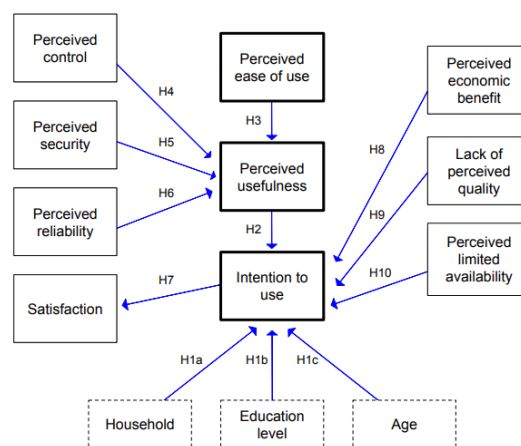 Perceived
control
Perceived
ease of use
Perceived
economic
benefit
H4
H3
H8
Perceived
security
H5
Perceived
usefulness
Lack of
perceived
quality
H6
Perceived
reliability
H2
H9
Perceived
limited
availability
H10
H7
Intention to
use
Satisfaction
H1a
H1b
H1c
Household
Education
level
Age